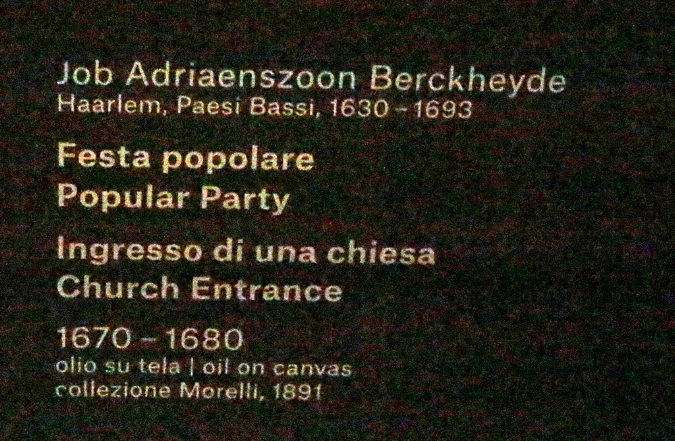 Job Adriaenszoon Berckheyde
Haarlem, Paesi Bassi, 1630 – 1693
Festa popolare
Popular Party
Ingresso di una chiesa
Church Entrance
1670 – 1680
olio su tela | oil on canvas
collezione Morelli, 1891